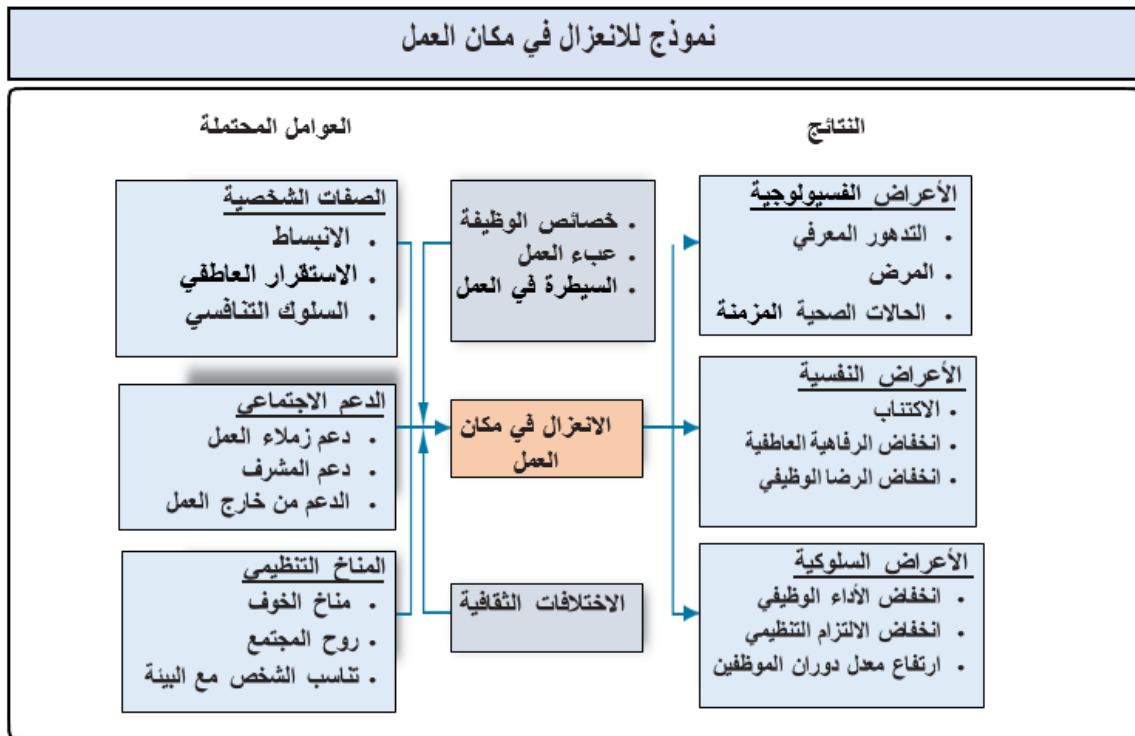 نموذج للانعزال في مكان العمل
العوامل المحتملة
النتائج
الصفات الشخصية
. الانبساط
. الاستقرار العاطفي
. السلوك التنافسي
الدعم الاجتماعي
. دعم زملاء العمل
. دعم المشرف
. الدعم من خارج العمل
المناخ التنظيمي
. مناخ الخوف
. روح المجتمع
. تناسب الشخص مع البيئة
. خصائص الوظيفة
. عبء العمل
. السيطرة في العمل
الانعزال في مكان
العمل
الاختلافات الثقافية
الأعراض الفسيولوجية
. التدهور المعرفي
. المرض
. الحالات الصحية المزمنة
الأعراض النفسية
. الاكتئاب
. انخفاض الرفاهية العاطفية
. انخفاض الرضا الوظيفي
الأعراض السلوكية
. انخفاض الأداء الوظيفي
. انخفاض الالتزام التنظيمي
. ارتفاع معدل دوران الموظفين